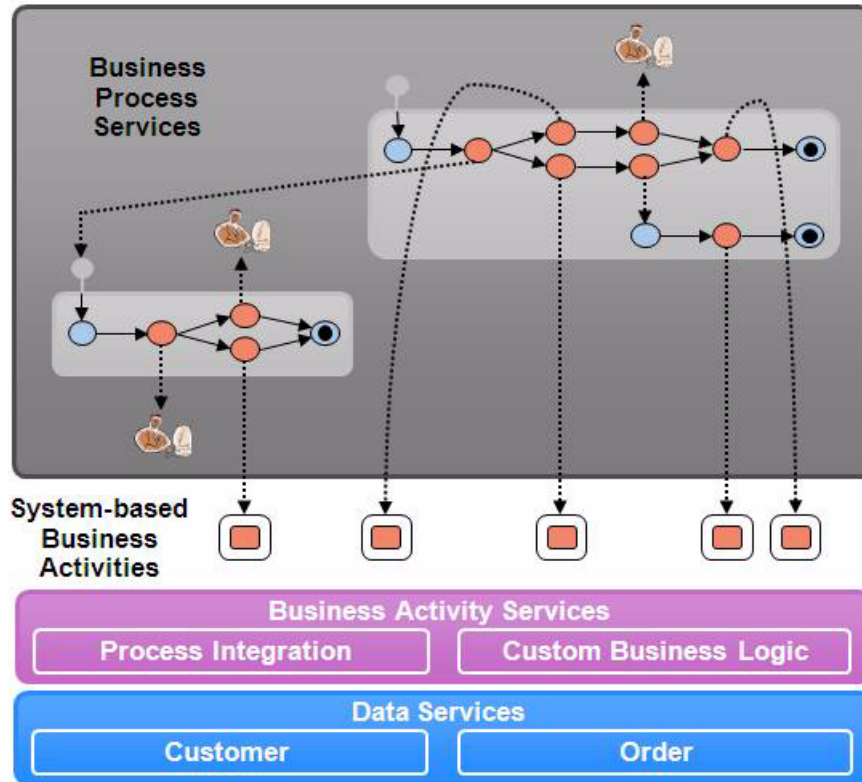 Business
Process
Services
System-based
Business
Activities
Business Activity Services
Process Integration
Custom Business Logic
Data Services
Customer
Order